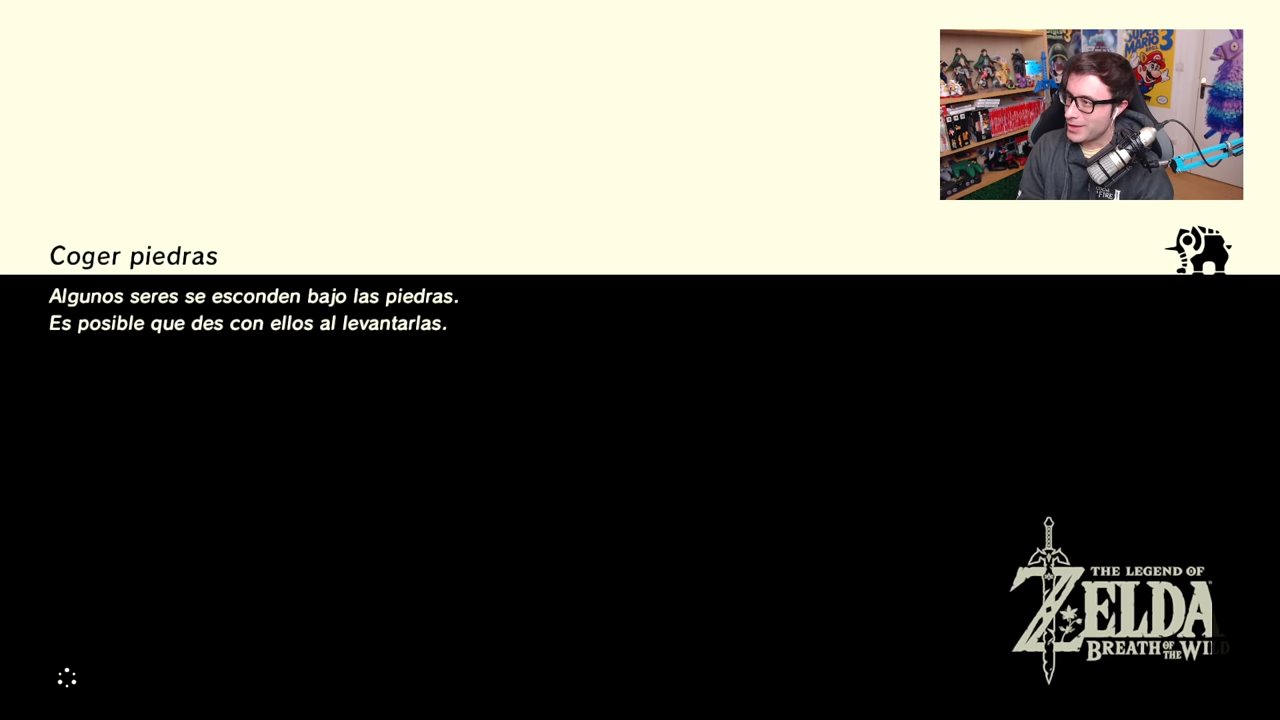 SUPER
MARIO 3
Coger piedras
Algunos seres se esconden bajo las piedras.
Es posible que des con ellos al levantarlas.
THE LEGEND OF
ZELDA
BREATH OF THE WILD